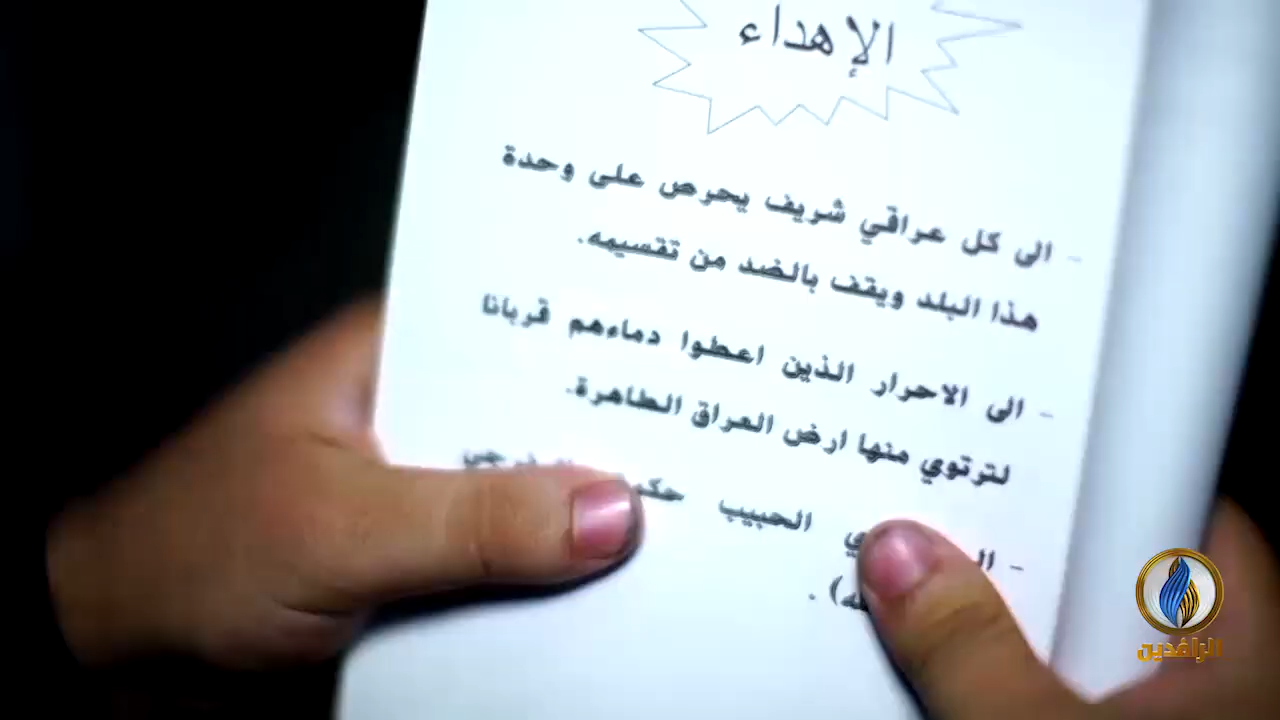 الإهداء
- الى كل عراقي شريف يحرص على وحدة
هذا البلد ويقف بالضد من تقسيمه.
- الى الاحرار الذين اعطوا دماءهم قربانا
لترتوي منها ارض العراق الطاهرة.
- الحبيب
الرافدين